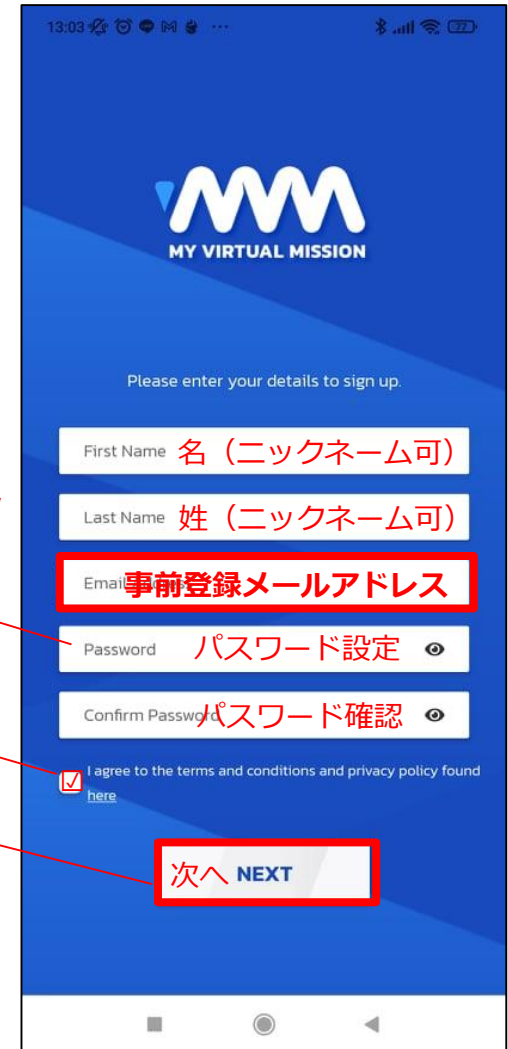 13:03
77
MY VIRTUAL MISSION
Please enter your details to sign up.
First Name 名（ニックネーム可）
Last Name 姓（ニックネーム可）
Email 事前登録メールアドレス
Password パスワード設定
Confirm Password パスワード確認
I agree to the terms and conditions and privacy policy found
here
次へ NEXT